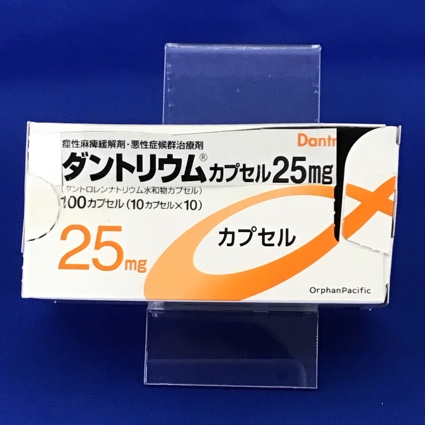 痙性麻痺緩解剤・悪性症候群治療剤
Dantr
ダントリウム® カプセル25mg
(ダントロレンナトリウム水和物カプセル)
100カプセル(10カプセル×10)
カプセル
25mg
OrphanPacific